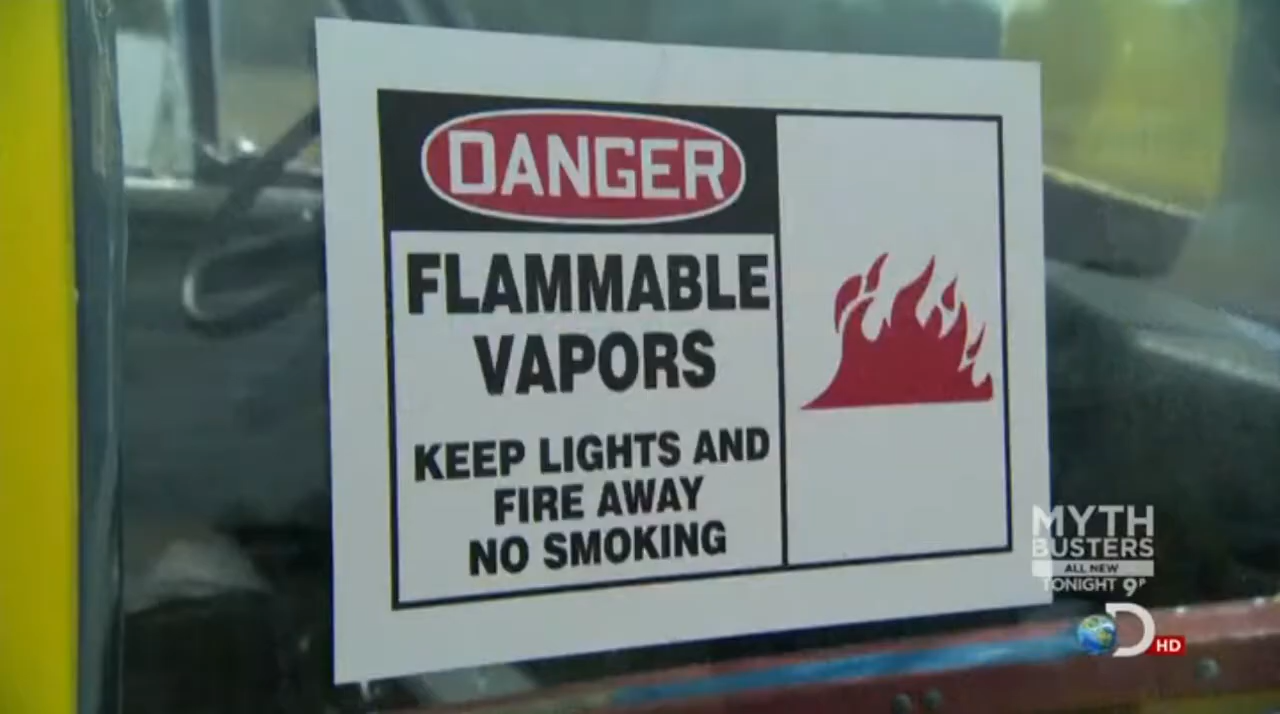 DANGER
FLAMMABLE
VAPORS
KEEP LIGHTS AND
FIRE AWAY
NO SMOKING
MYTH
BUSTERS
ALL NEW
TONIGHT 9P
D HD